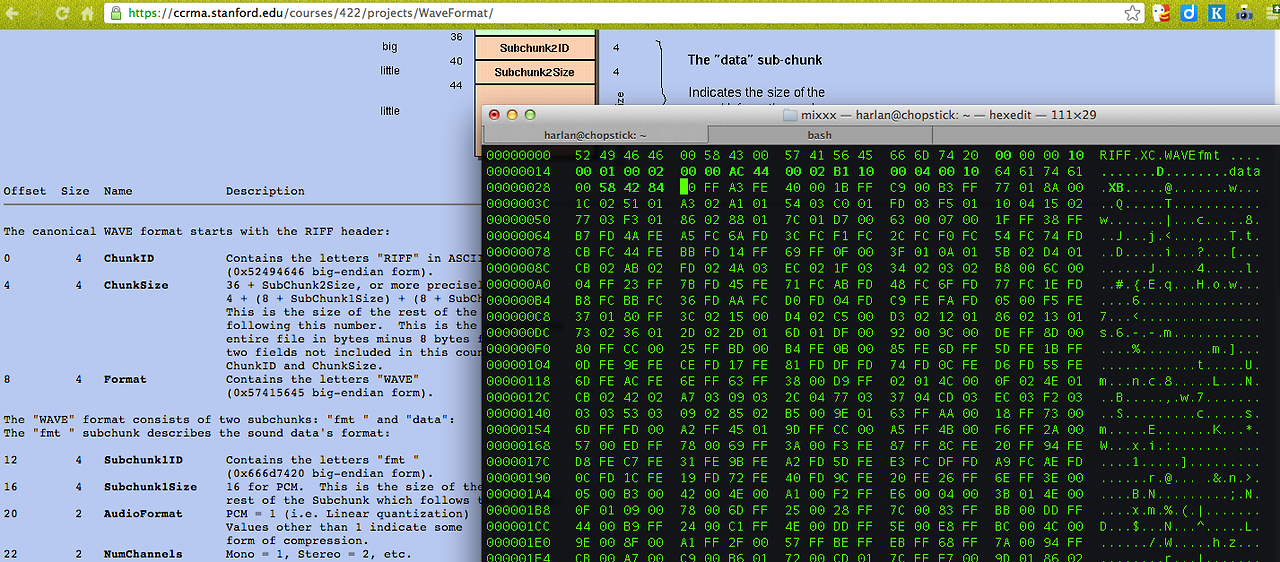 https://ccrma.stanford.edu/courses/422/projects/WaveFormat/
big
36
Subchunk2ID
4
The "data" sub-chunk
40
little
Subchunk2Size
4
44
Indicates the size of the
little
mixxx — harlan@chopstick: ~ — hexedit — 111×29
harlan@chopstick: ~
bash
Offset Size Name Description
The canonical WAVE format starts with the RIFF header:
0 4 ChunkID Contains the letters "RIFF" in ASCII
(0x52494646 big-endian form).
4 4 ChunkSize 36 + SubChunk2Size, or more precisel
4 + (8 + SubChunk1Size) + (8 + SubCh
This is the size of the rest of the
following this number. This is the
entire file in bytes minus 8 bytes f
two fields not included in this coun
ChunkID and ChunkSize.
8 4 Format Contains the letters "WAVE"
(0x57415645 big-endian form).
The "WAVE" format consists of two subchunks: "fmt " and "data":
The "fmt " subchunk describes the sound data's format:
12 4 Subchunk1ID Contains the letters "fmt "
(0x666d7420 big-endian form).
16 4 Subchunk1Size 16 for PCM. This is the size of the
rest of the Subchunk which follows t
20 2 AudioFormat PCM = 1 (i.e. Linear quantization)
Values other than 1 indicate some
form of compression.
22 2 NumChannels Mono = 1, Stereo = 2, etc.
00000000 52 49 46 46 00 58 43 00 57 41 56 45 66 6D 74 20 00 00 00 10 RIFF.XC.WAVEfmt ....
00000014 00 01 00 02 00 00 AC 44 00 02 B1 10 00 04 00 10 64 61 74 61 .......D........data
00000028 00 58 42 84 0 FF A3 FE 40 00 1B FF C9 00 B3 FF 77 01 8A 00 .XB.....@.......w...
0000003C 1C 02 51 01 A3 02 A1 01 54 03 C0 01 FD 03 F5 01 10 04 15 02 ..Q.....T...........
00000050 77 03 F3 01 86 02 88 01 7C 01 D7 00 63 00 07 00 1F FF 38 FF w.......|...c.....8.
00000064 B7 FD 4A FE A5 FC 6A FD 3C FC F1 FC 2C FC F0 FC 54 FC 74 FD ..J...j.<...,...T.t.
00000078 CB FC 44 FE BB FD 14 FF 69 FF 0F 00 3F 01 0A 01 5B 02 D4 01 ..D.....i...?...[...
0000008C CB 02 AB 02 FD 02 4A 03 EC 02 1F 03 34 02 03 02 B8 00 6C 00 ......J.....4.....l.
000000A0 04 FF 23 FF 7B FD 45 FE 71 FC AB FD 48 FC 6F FD 77 FC 1E FD ..#.{.E.q...H.o.w...
000000B4 B8 FC BB FC 36 FD AA FC D0 FD 04 FD C9 FE FA FD 05 00 F5 FE ....6...............
000000C8 37 01 80 FF 3C 02 15 00 D4 02 C5 00 D3 02 12 01 86 02 13 01 7...<...............
000000DC 73 02 36 01 2D 02 2D 01 6D 01 DF 00 92 00 9C 00 DE FF 8D 00 s.6.-.-.m...........
000000F0 80 FF CC 00 25 FF BD 00 B4 FE 0B 00 85 FE 6D FF 5D FE 1B FF ....%.........m.]...
00000104 0D FE 9E FE CE FD 17 FE 81 FD DF FD 74 FD 0C FE D6 FD 55 FE ............t.....U.
00000118 6D FE AC FE 6E FF 63 FF 38 00 D9 FF 02 01 4C 00 0F 02 4E 01 m...n.c.8.....L...N.
0000012C CB 02 42 02 A7 03 09 03 2C 04 77 03 37 04 CD 03 EC 03 F2 03 ..B.....,.w.7.......
00000140 03 03 53 03 09 02 85 02 B5 00 9E 01 63 FF AA 00 18 FF 73 00 ..S.........c.....s.
00000154 6D FF FD 00 A2 FF 45 01 9D FF CC 00 A5 FF 4B 00 F6 FF 2A 00 m.....E.......K...*.
00000168 57 00 ED FF 78 00 69 FF 3A 00 F3 FE 87 FF 8C FE 20 FF 94 FE W...x.i.:....... ...
0000017C D8 FE C7 FE 31 FE 9B FE A2 FD 5D FE E3 FC DF FD A9 FC AE FD ....1.....].........
00000190 0C FD 1C FE 19 FD 72 FE 40 FD 9C FE 20 FE 26 FF 6E FF 3E 00 ......r.@... .&.n.>.
000001A4 05 00 B3 00 42 00 4E 00 A1 00 F2 FF E6 00 04 00 3B 01 4E 00 ....B.N.........;.N.
000001B8 0F 01 09 00 78 00 6D FF 25 00 28 FF 7C 00 83 FF BB 00 DD FF ....x.m.%.(.|.......
000001CC 44 00 B9 FF 24 00 C1 FF 4E 00 DD FF 5E 00 E8 FF BC 00 4C 00 D...$...N...^.....L.
000001E0 9E 00 8F 00 A1 FF 2F 00 57 FF BE FF EB FF 68 FF 7A 00 94 FF ....../.W.....h.z...
000001F4 CB 00 A7 00 C9 00 B6 01 72 00 CD 01 7C FF F7 00 9D 01 86 02